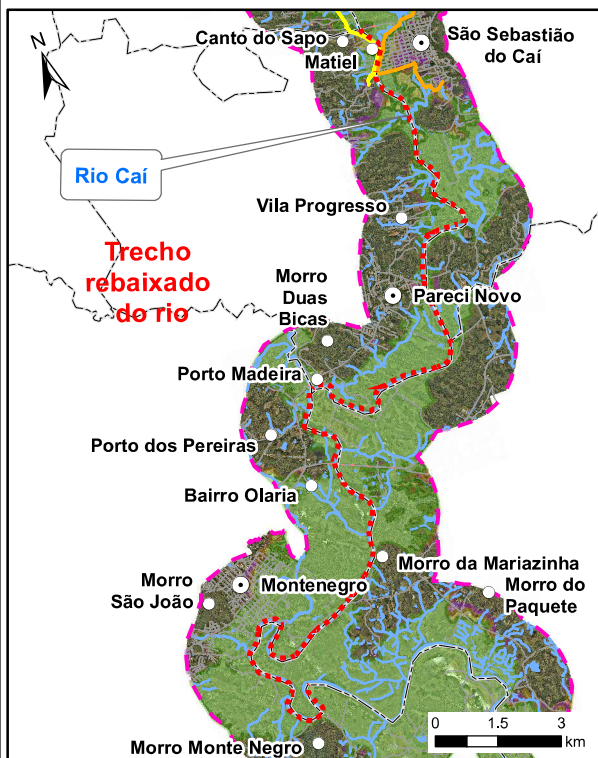 N
Canto do Sapo
Matiel
São Sebastião
do Caí
Rio Caí
Vila Progresso
Trecho
rebaixado
do rio
Morro
Duas
Bicas
Pareci Novo
Porto Madeira
Porto dos Pereiras
Bairro Olaria
Morro da Mariazinha
Morro do
Paquete
Morro
São João
Montenegro
Morro Monte Negro
0 1.5 3
km